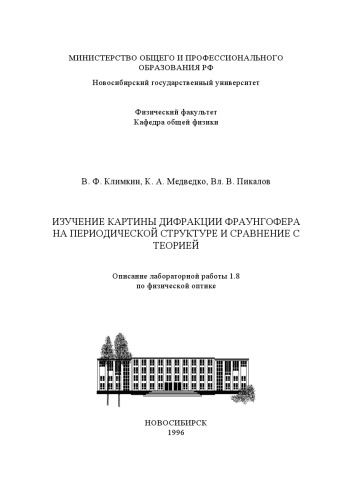 МИНИСТЕРСТВО ОБЩЕГО И ПРОФЕССИОНАЛЬНОГО
ОБРАЗОВАНИЯ РФ
Новосибирский государственный университет
Физический факультет
Кафедра общей физики
В. Ф. Климкин, К. А. Медведко, Вл. В. Пикалов
ИЗУЧЕНИЕ КАРТИНЫ ДИФРАКЦИИ ФРАУНГОФЕРА
НА ПЕРИОДИЧЕСКОЙ СТРУКТУРЕ И СРАВНЕНИЕ С
ТЕОРИЕЙ
Описание лабораторной работы 1.8
по физической оптике
НОВОСИБИРСК
1996